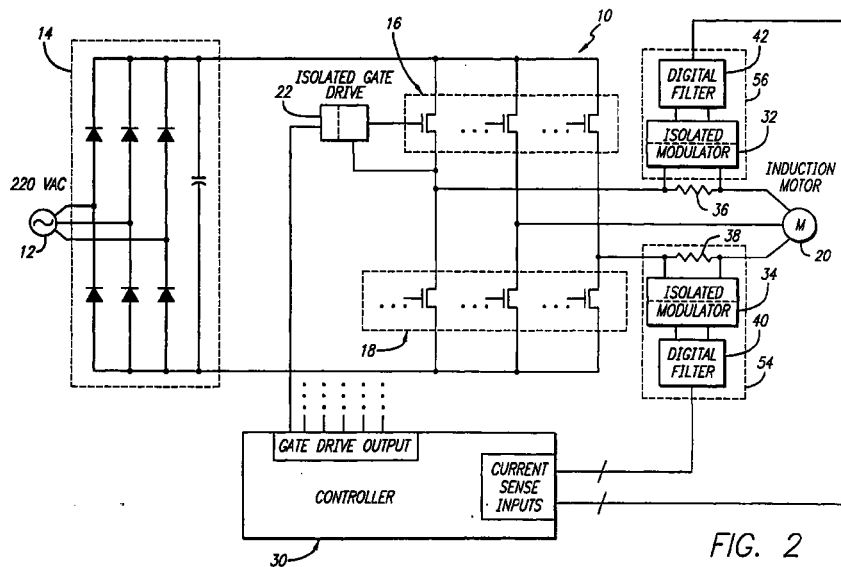 14
16
10
42
56
DIGITAL
FILTER
ISOLATED GATE
DRIVE
22
ISOLATED
MODULATOR
32
220 VAC
12
36
INDUCTION
MOTOR
M
20
38
ISOLATED
MODULATOR
34
DIGITAL
FILTER
40
54
18
GATE DRIVE OUTPUT
CONTROLLER
CURRENT
SENSE
INPUTS
30
FIG. 2